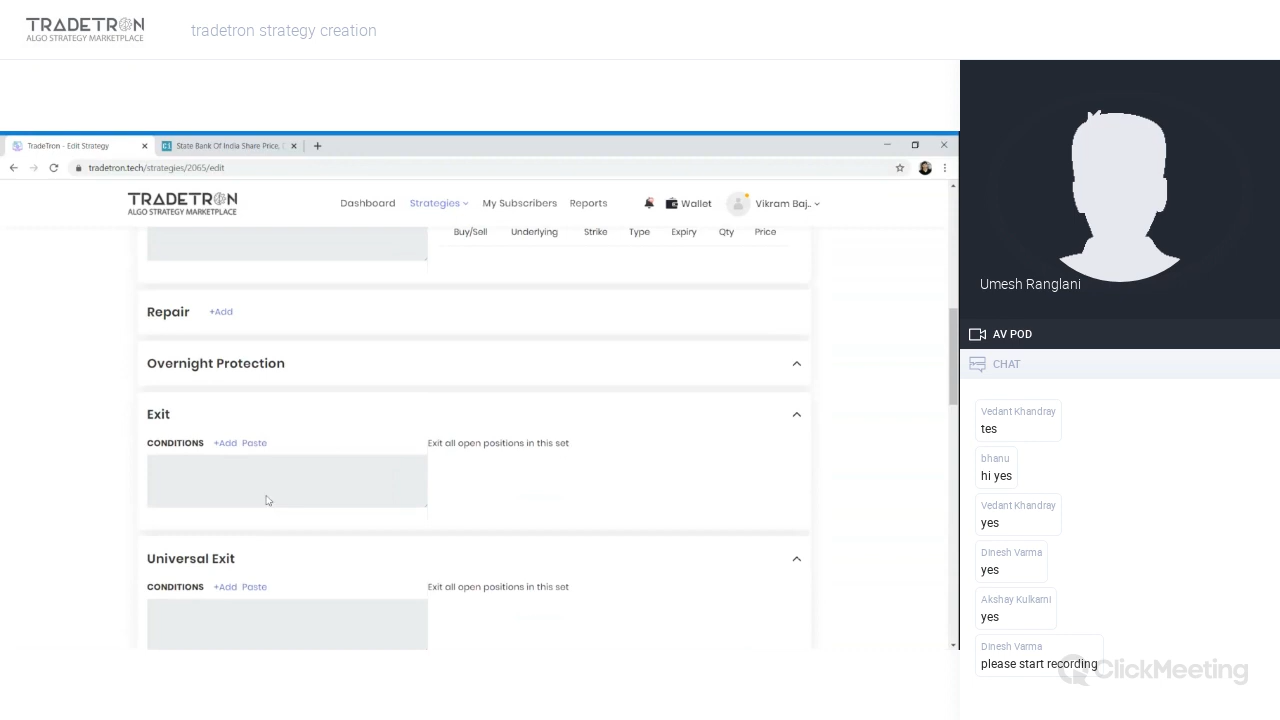 TRADETRON
ALGO STRATEGY MARKETPLACE
tradetron strategy creation
TradeTron - Edit Strategy
State Bank Of India Share Price,
tradetron.tech/strategies/2065/edit
TRADETRON
ALGO STRATEGY MARKETPLACE
Dashboard Strategies My Subscribers Reports Wallet Vikram Baj..
Buy/Sell Underlying Strike Type Expiry Qty Price
Repair +Add
Overnight Protection
Exit
CONDITIONS +Add Paste Exit all open positions in this set
Universal Exit
CONDITIONS +Add Paste Exit all open positions in this set
Umesh Ranglani
AV POD
CHAT
Vedant Khandray
tes
bhanu
hi yes
Vedant Khandray
yes
Dinesh Varma
yes
Akshay Kulkarni
yes
Dinesh Varma
please start recording
ClickMeeting